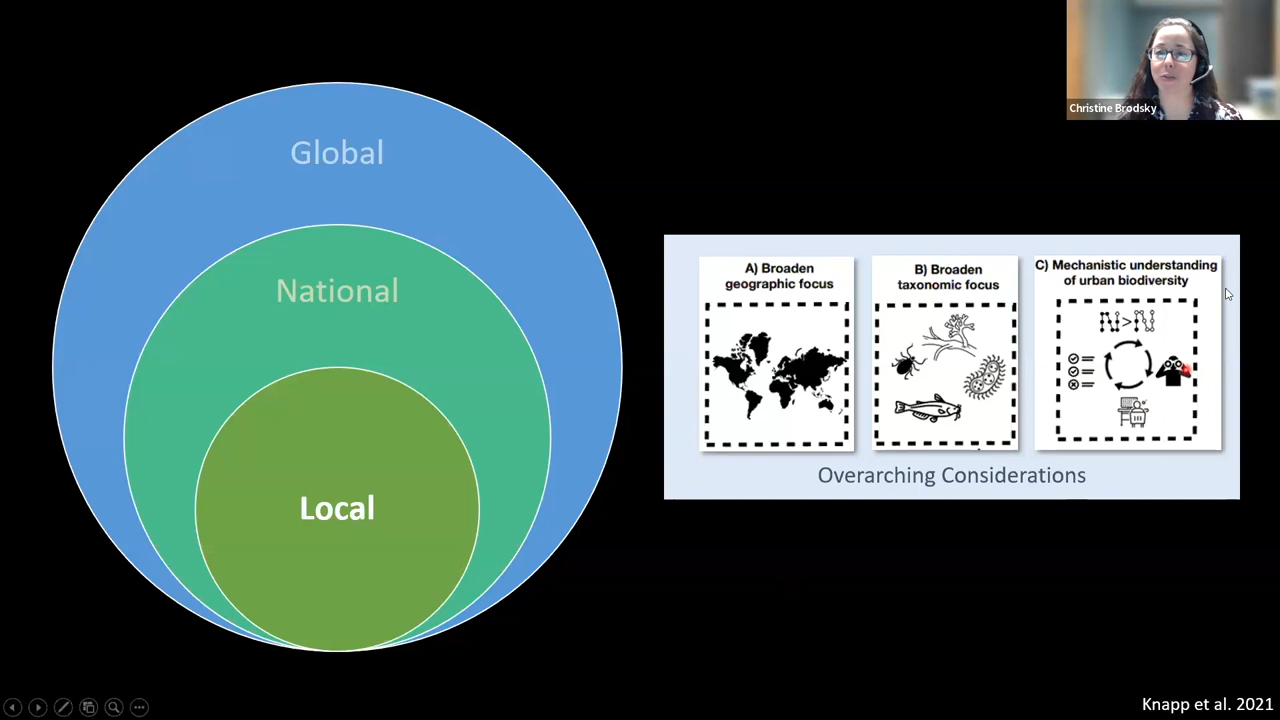 Christine Brodsky
Global
National
Local
A) Broaden
geographic focus
B) Broaden
taxonomic focus
C) Mechanistic understanding
of urban biodiversity
Overarching Considerations
Knapp et al. 2021